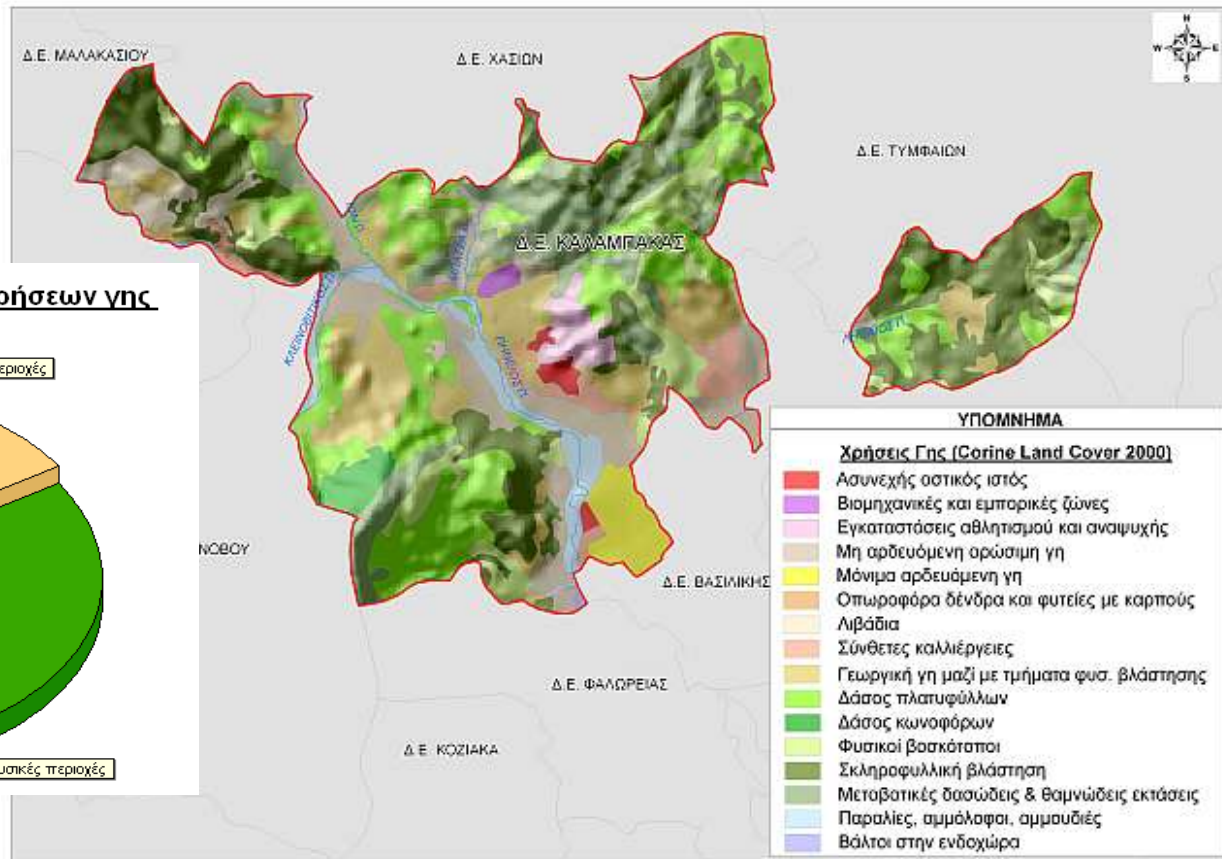 Δ.Ε. ΜΑΛΑΚΑΣΙΟΥ
Δ.Ε. ΧΑΣΙΩΝ
N
W E
S
Δ.Ε. ΤΥΜΦΑΙΩΝ
Δ.Ε. ΚΑΛΑΜΠΑΚΑΣ
ΚΛΕΙΝΟΒΙΤΙΚΟΣ Π.
ΠΗΝΕΙΟΣ Π.
ρήσεων γης
εριοχές
υσικές περιοχές
ΝΟΒΟΥ
Δ.Ε. ΒΑΣΙΛΙΚΗΣ
Δ.Ε. ΦΑΛΩΡΕΙΑΣ
Δ.Ε. ΚΟΖΙΑΚΑ
ΥΠΟΜΝΗΜΑ
Χρήσεις Γης (Corine Land Cover 2000)
Ασυνεχής αστικός ιστός
Βιομηχανικές και εμπορικές ζώνες
Εγκαταστάσεις αθλητισμού και αναψυχής
Μη αρδευόμενη αρώσιμη γη
Μόνιμα αρδευόμενη γη
Οπωροφόρα δένδρα και φυτείες με καρπούς
Λιβάδια
Σύνθετες καλλιέργειες
Γεωργική γη μαζί με τμήματα φυσ. βλάστησης
Δάσος πλατυφύλλων
Δάσος κωνοφόρων
Φυσικοί βοσκότοποι
Σκληροφυλλική βλάστηση
Μεταβατικές δασώδεις & θαμνώδεις εκτάσεις
Παραλίες, αμμόλοφοι, αμμουδιές
Βάλτοι στην ενδοχώρα